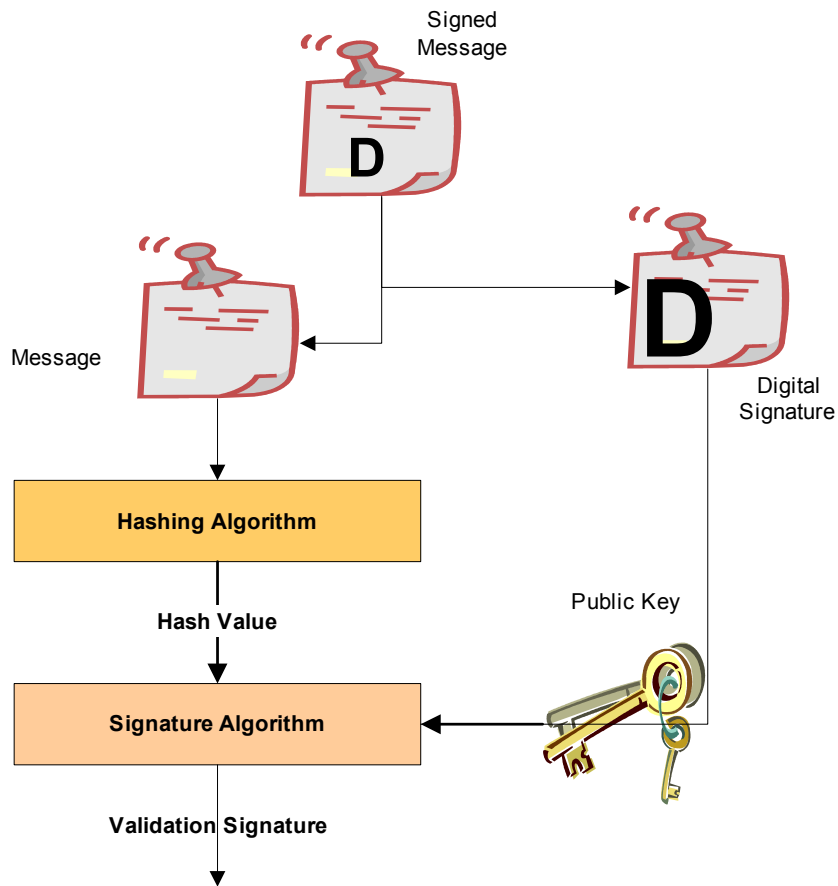 Signed
Message
D
D
Message
Digital
Signature
Hashing Algorithm
Public Key
Hash Value
Signature Algorithm
Validation Signature